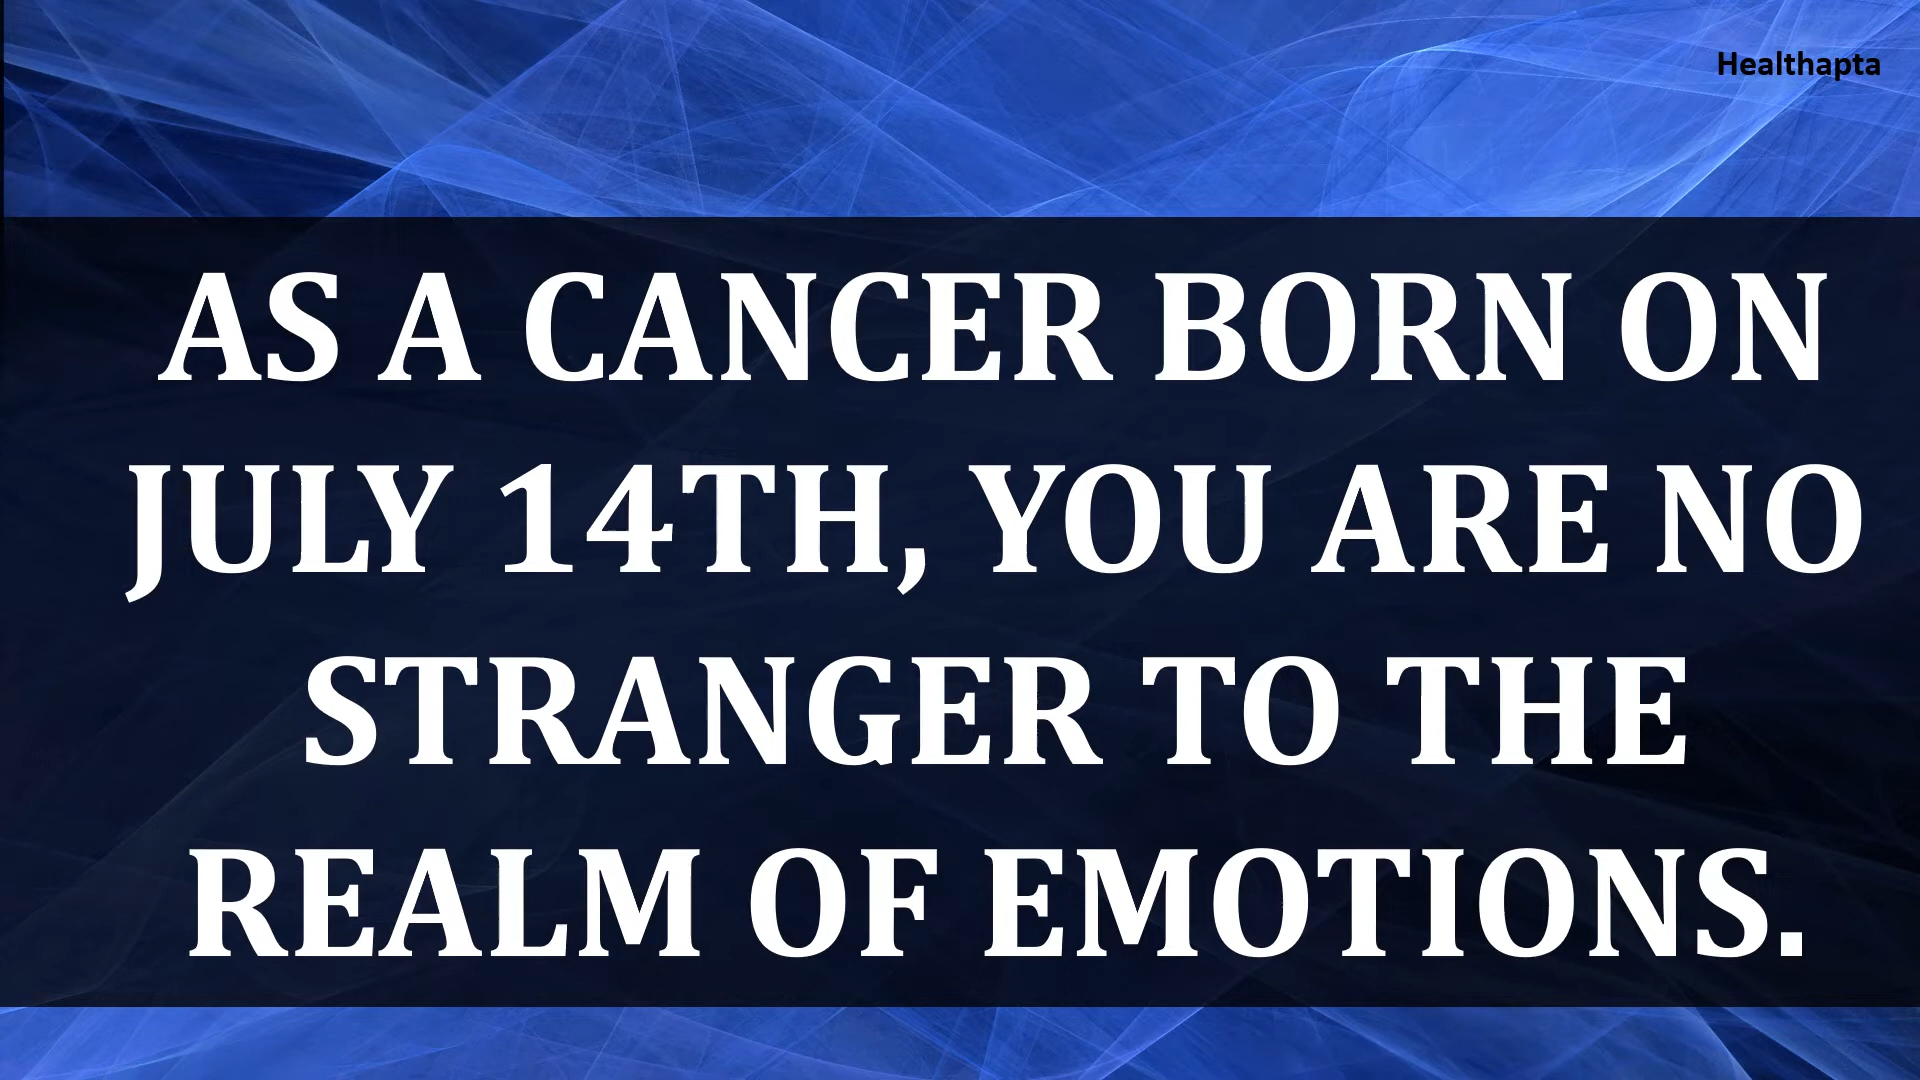 Healthapta
AS A CANCER BORN ON
JULY 14TH, YOU ARE NO
STRANGER TO THE
REALM OF EMOTIONS.